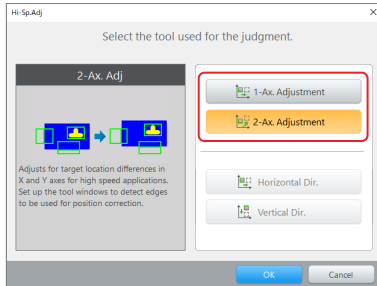 Hi-Sp.Adj
Select the tool used for the judgment.
2-Ax. Adj
Adjusts for target location differences in
X and Y axes for high speed applications.
Set up the tool windows to detect edges
to be used for position correction.
1-Ax. Adjustment
2-Ax. Adjustment
Horizontal Dir.
Vertical Dir.
OK
Cancel